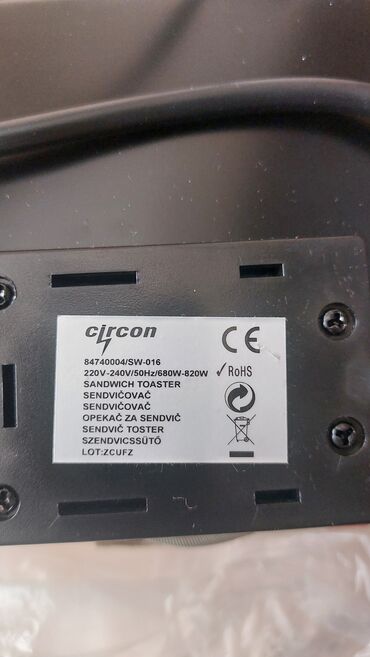 circon
84740004/SW-016
220V-240V/50Hz/680W-820W
SANDWICH TOASTER
SENDVIČOVAČ
SENDVIČOVAČ
OPEKAČ ZA SENDVIČ
SENDVIČ TOSTER
SZENDVICSSÜTŐ
LOT:ZCUFZ
CE
✓RoHS